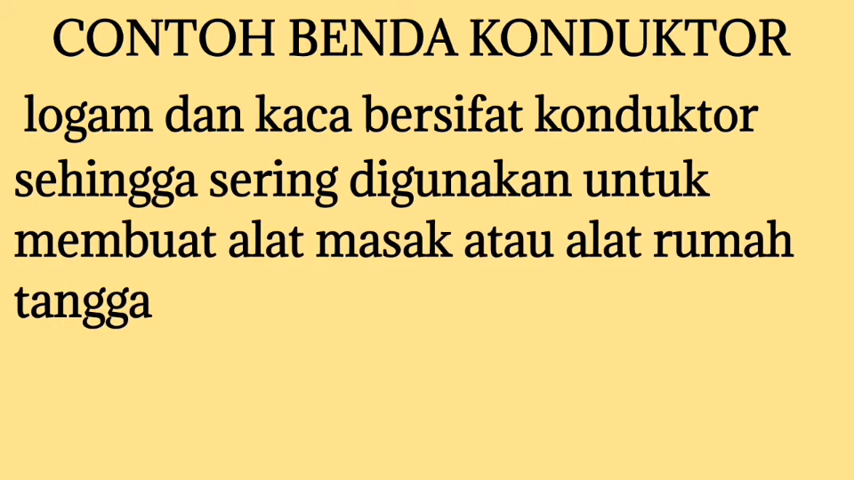 CONTOH BENDA KONDUKTOR
logam dan kaca bersifat konduktor
sehingga sering digunakan untuk
membuat alat masak atau alat rumah
tangga